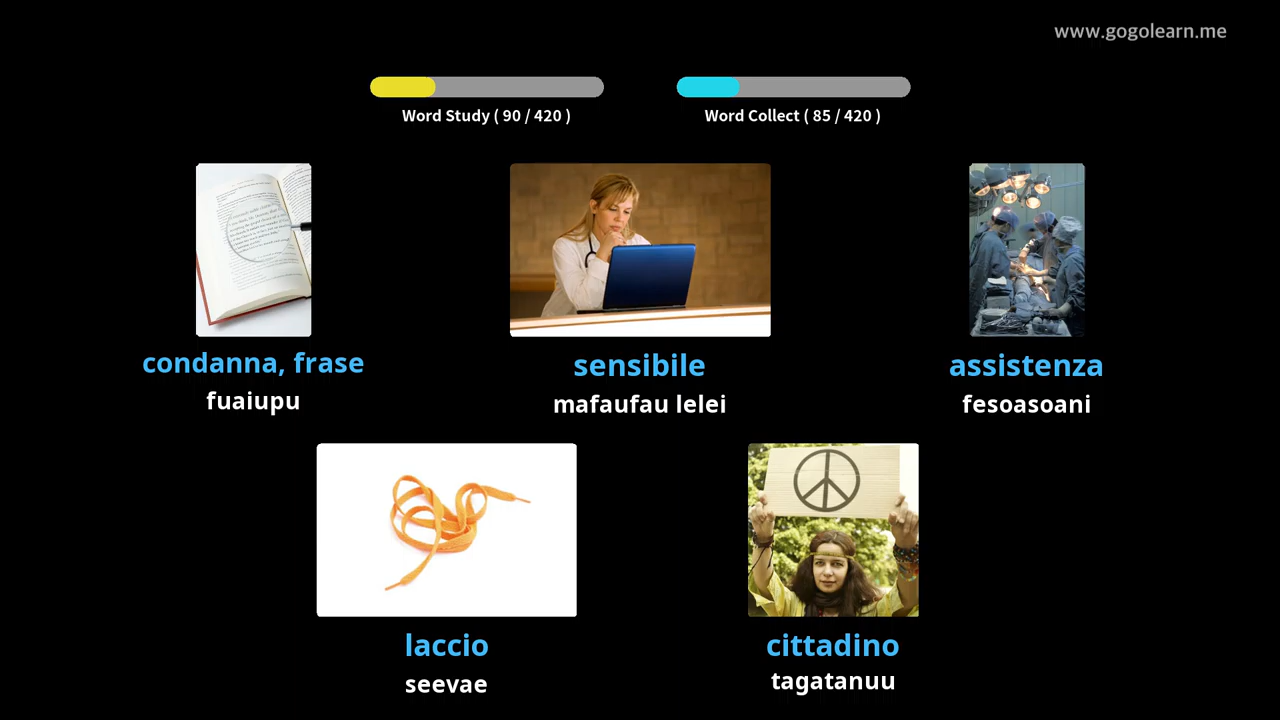 www.gogolearn.me
Word Study ( 90 / 420 )
Word Collect ( 85 / 420 )
condanna, frase
fuaiupu
sensibile
mafaufau lelei
assistenza
fesoasoani
laccio
seevae
cittadino
tagatanuu